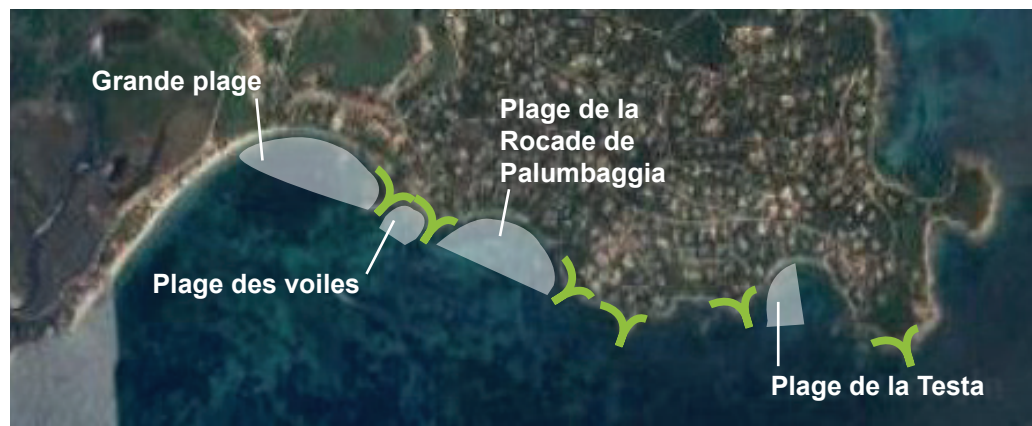 Grande plage
Plage de la
Rocade de
Palumbaggia
Plage des voiles
Plage de la Testa